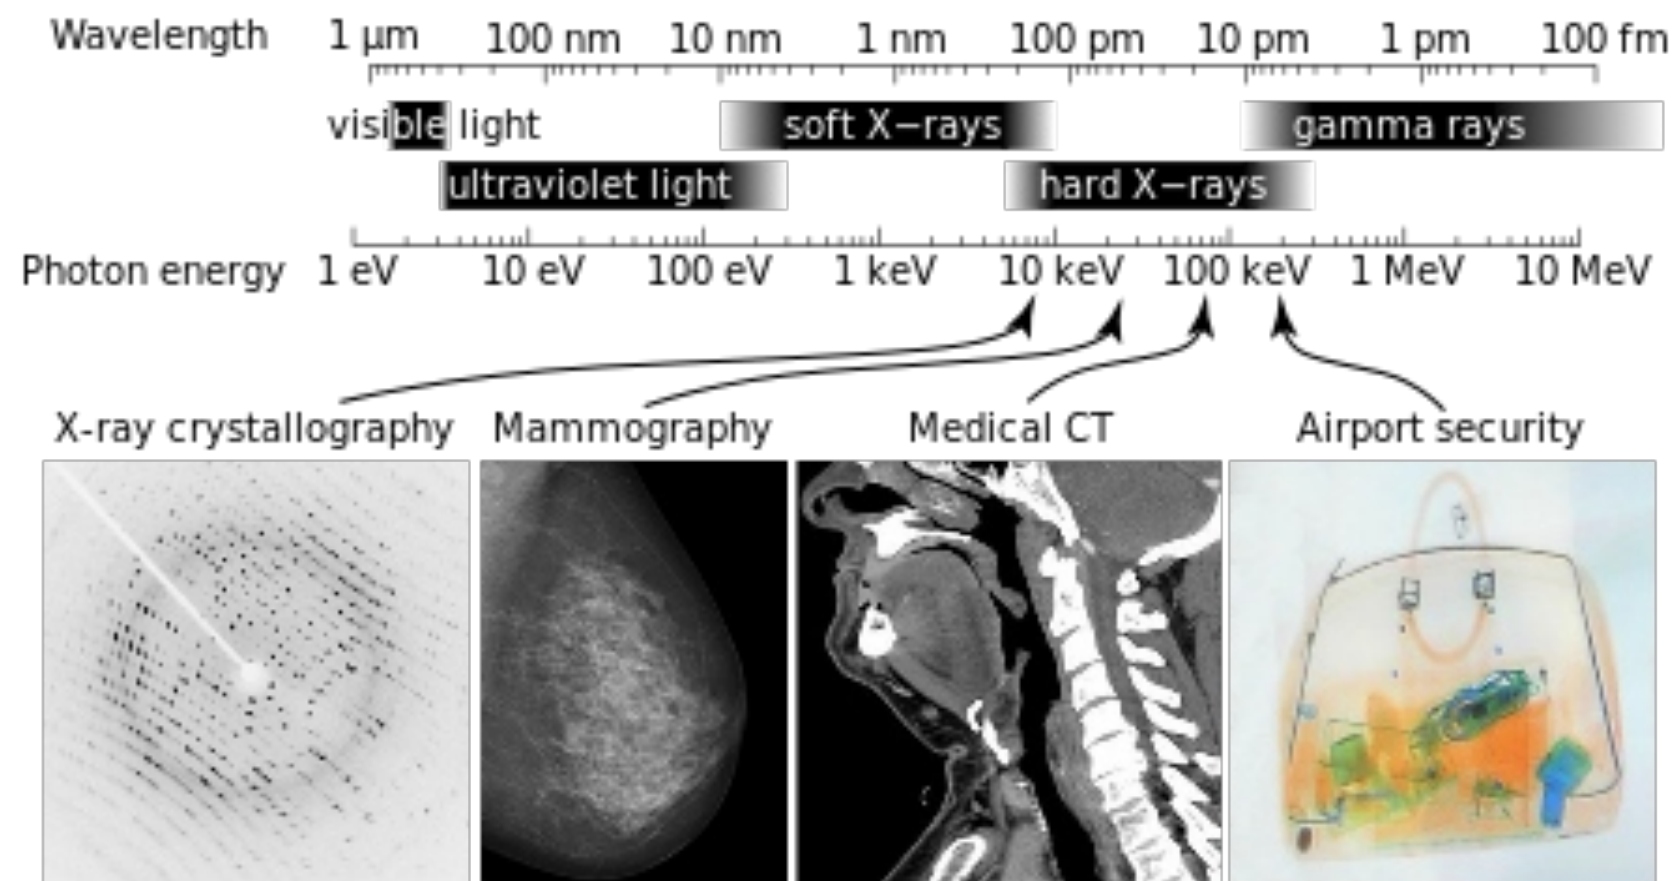 Wavelength 1 µm 100 nm 10 nm 1 nm 100 pm 10 pm 1 pm 100 fm
visible light soft X−rays gamma rays
ultraviolet light hard X−rays
Photon energy 1 eV 10 eV 100 eV 1 keV 10 keV 100 keV 1 MeV 10 MeV
X-ray crystallography Mammography Medical CT Airport security